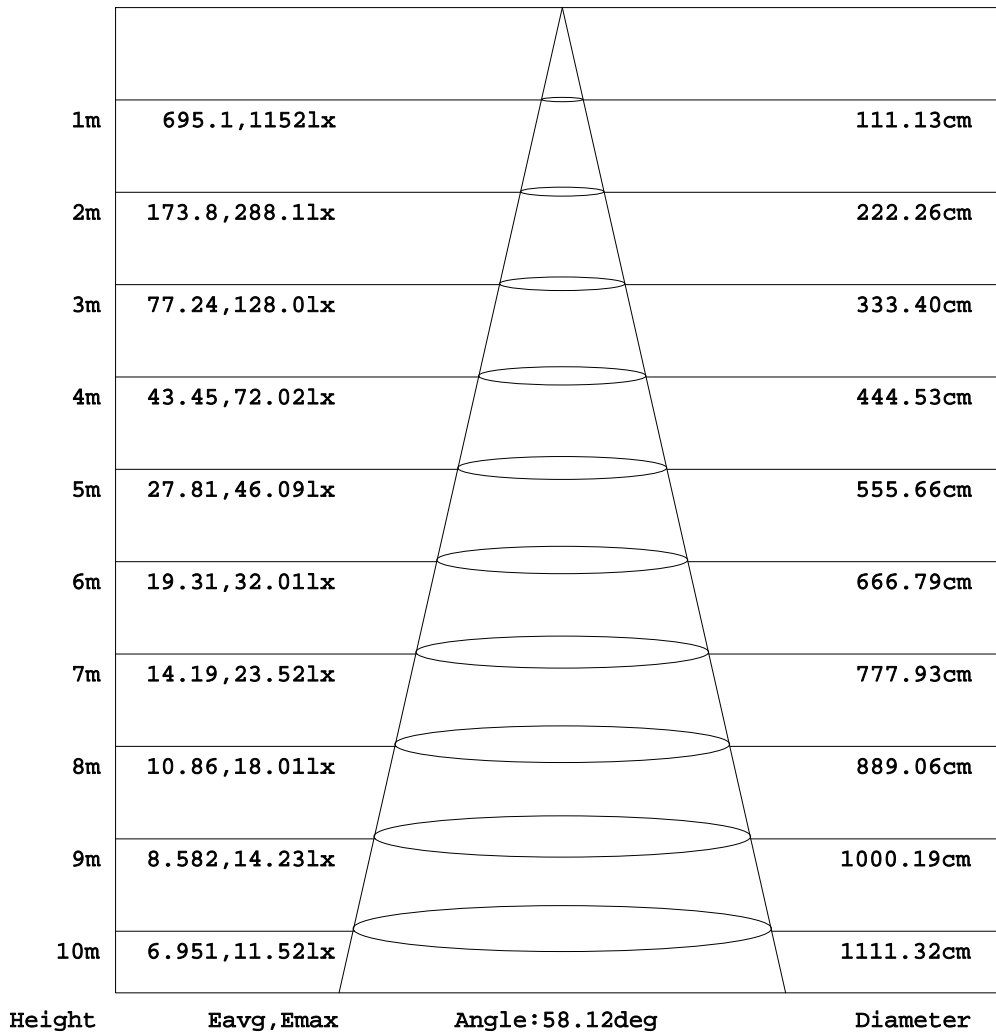 1m 695.1,1152lx 111.13cm
2m 173.8,288.1lx 222.26cm
3m 77.24,128.0lx 333.40cm
4m 43.45,72.02lx 444.53cm
5m 27.81,46.09lx 555.66cm
6m 19.31,32.01lx 666.79cm
7m 14.19,23.52lx 777.93cm
8m 10.86,18.01lx 889.06cm
9m 8.582,14.23lx 1000.19cm
10m 6.951,11.52lx 1111.32cm
Height Eavg,Emax Angle:58.12deg Diameter